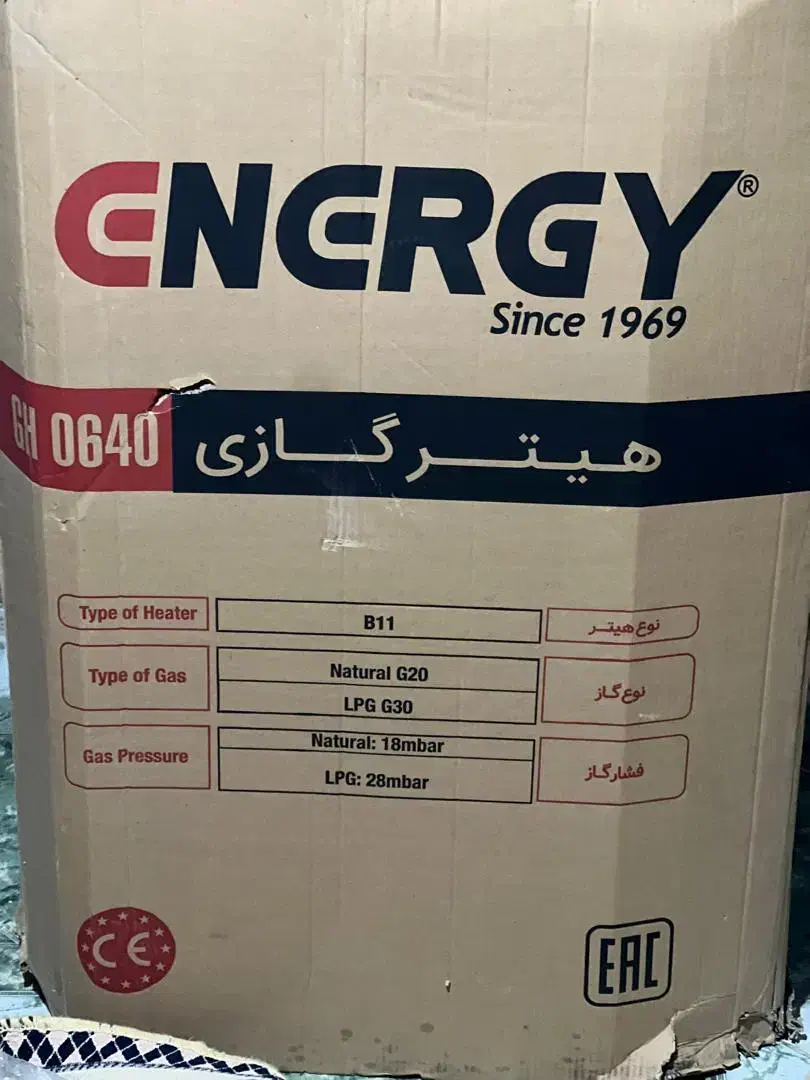 ENERGY®
Since 1969
GH 0640 هیتر گازی
Type of Heater B11 نوع هیتر
Type of Gas Natural G20 نوع گاز
LPG G30
Gas Pressure Natural: 18mbar فشار گاز
LPG: 28mbar
CE EAC